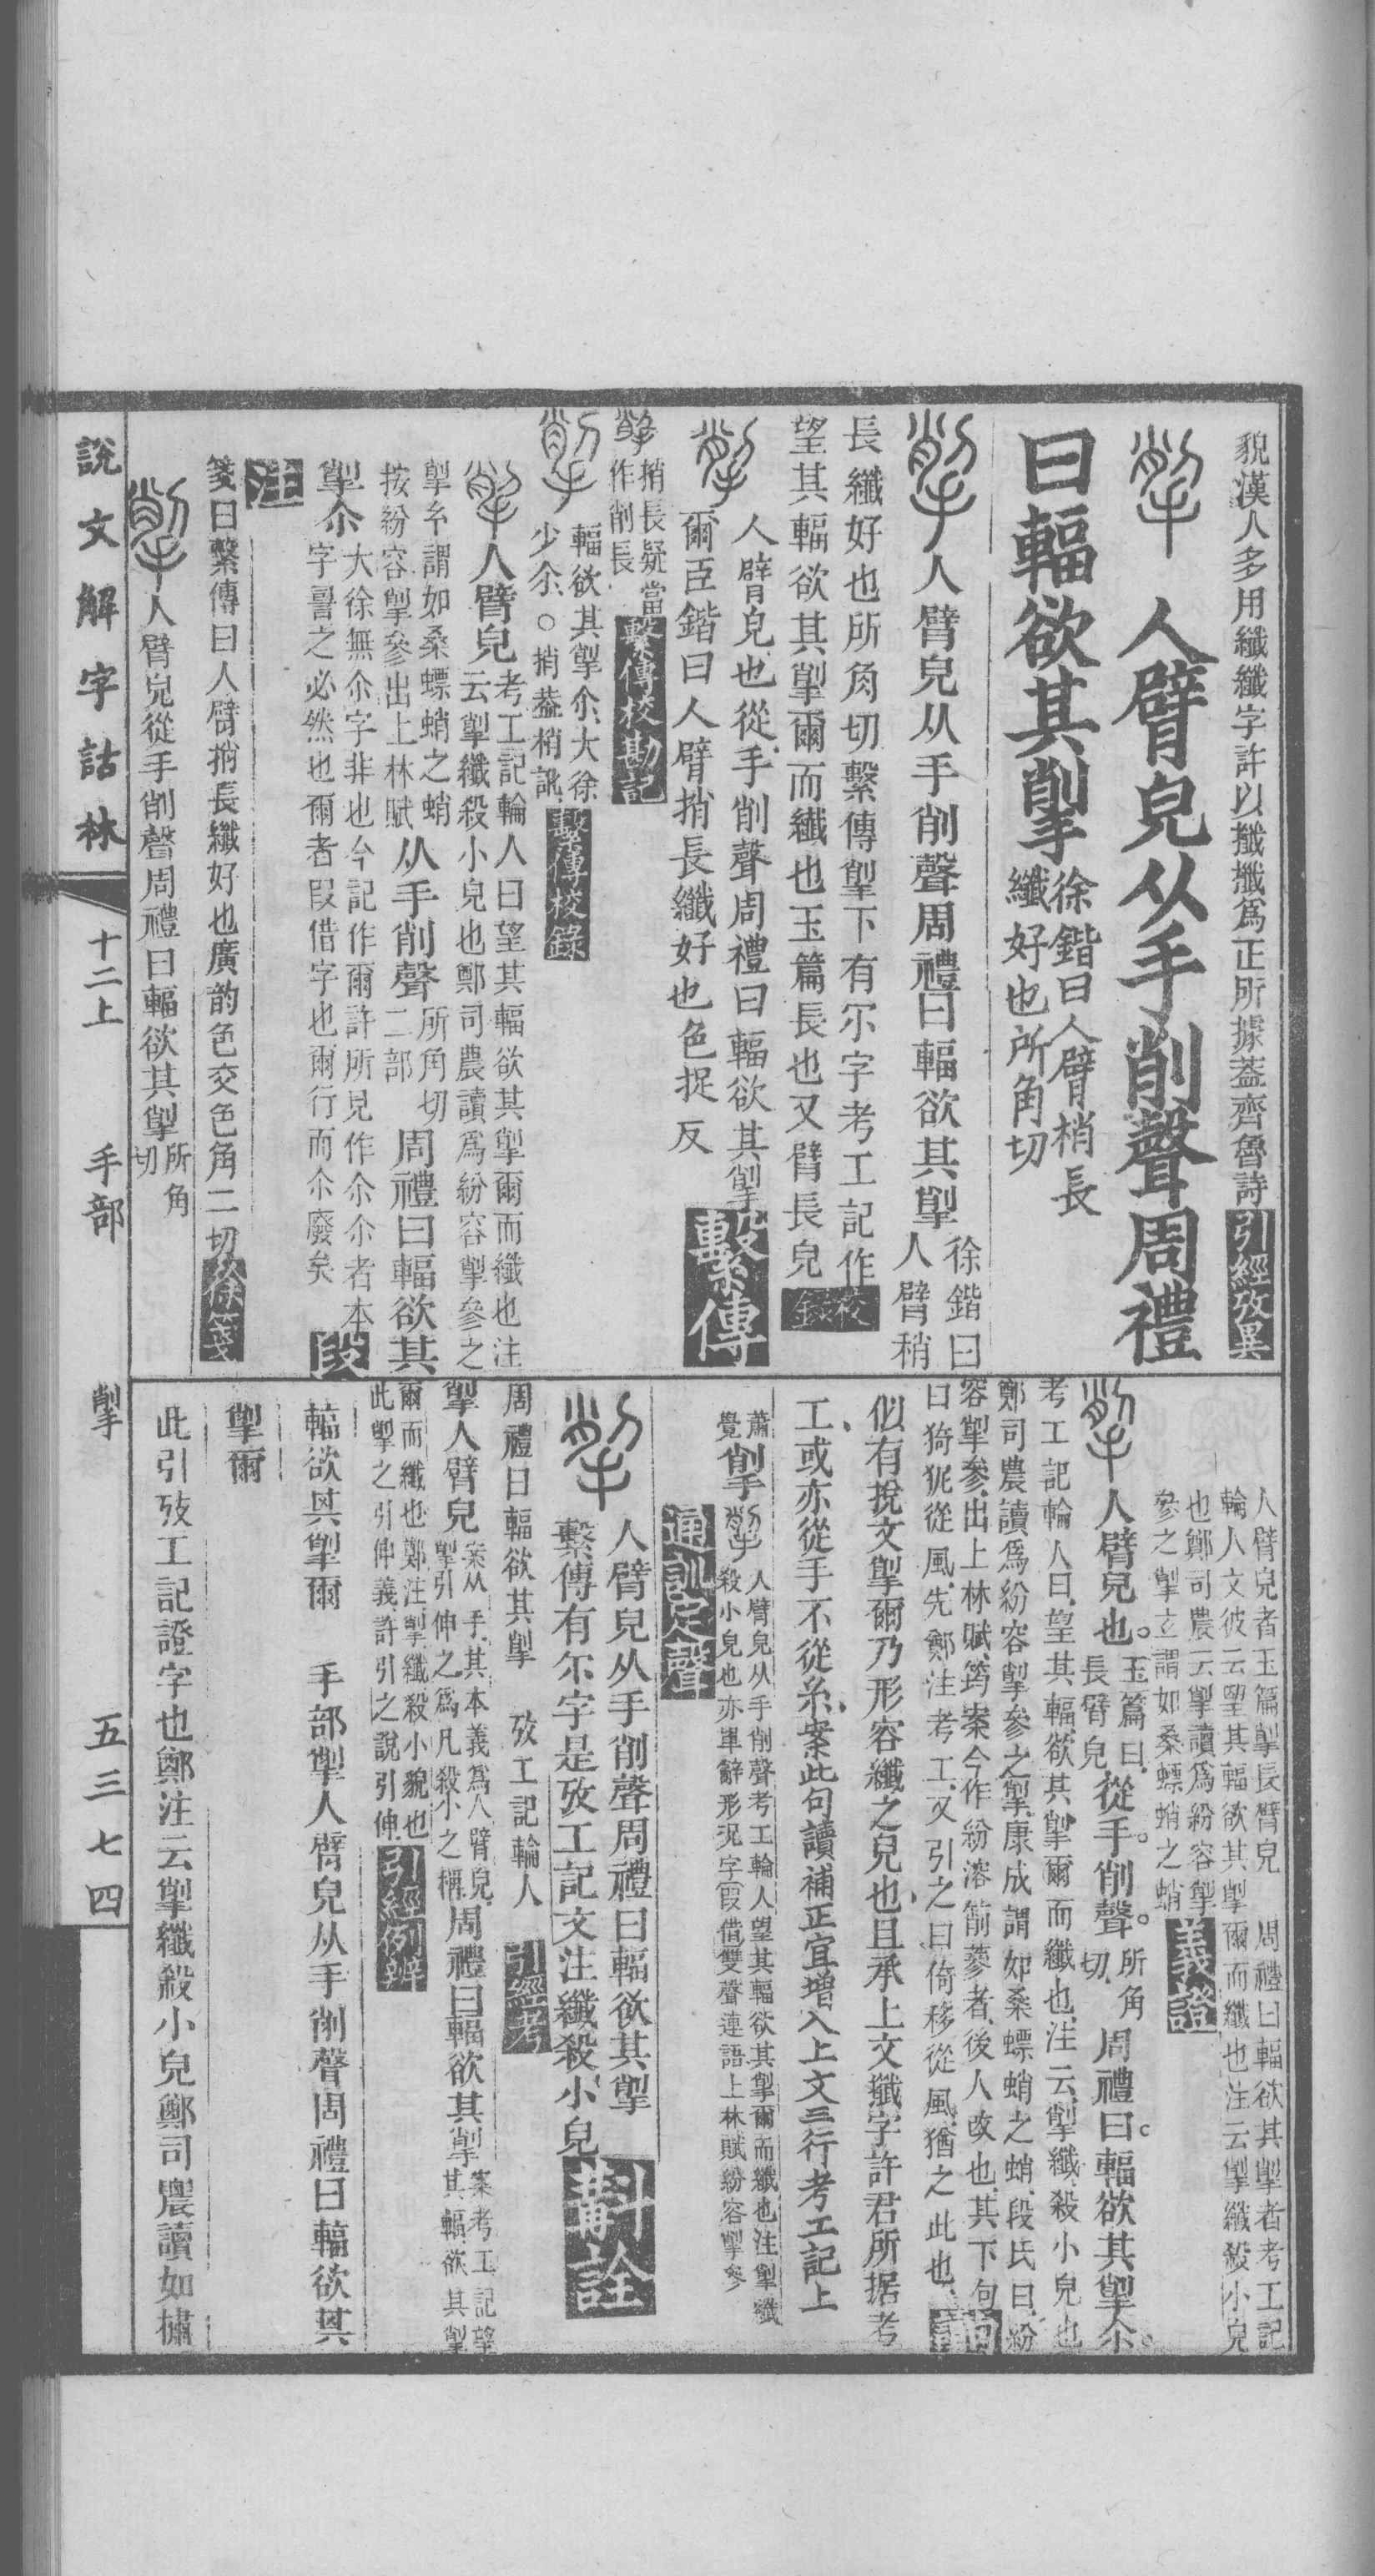 貌漢人多用纖纖字許以攕攕爲正所據葢齊魯詩引經攷異
人臂皃从手削聲周禮
曰輻欲其掣徐鍇曰人臂梢長
纖好也所角切
人臂皃从手削聲周禮曰輻欲其揱徐鍇曰
人臂稍
長纖好也所角切繫傳揱下有尒字考工記作
望其輻欲其揱爾而纖也玉篇長也又臂長皃校錄
人臂皃也從手削聲周禮曰輻欲其揱
爾臣鍇曰人臂捎長纖好也色捉反繫傳
揱捎長疑當
作削長繫傳校勘記
輻欲其揱尒大徐
少尒○捎葢梢訛繫傳校錄
人臂皃考工記輪人曰望其輻欲其揱爾而纖也注
云揱纖殺小皃也鄭司農讀爲紛容揱參之
揱糸謂如桑螵蛸之蛸
按紛容揱參出上林賦从手削聲所角切
二部周禮曰輻欲其
揱尒大徐無尒字非也今記作爾許所見作尒尒者本
字詈之必然也爾者叚借字也爾行而尒廢矣段
注
箋曰繫傳曰人臂捎長纖好也廣韵色交色角二切徐箋
人臂皃從手削聲周禮曰輻欲其揱所角
切
說文解字詁林 十二上 手部 揱 五三七四
人臂皃者玉篇揱長臂皃 周禮曰輻欲其揱者考工記
輪人文彼云望其輻欲其揱爾而纖也注云揱纖殺小皃
也鄭司農云揱讀爲紛容揱
參之揱立謂如桑螵蛸之蛸義證
人臂皃也。玉篇曰
長臂皃從手。削聲。所角
切周禮曰。輻欲其揱尒。
考工記輪人曰望其輻欲其揱爾而纖也注云揱纖殺小皃也
鄭司農讀爲紛容揱參之揱康成謂如桑螵蛸之蛸段氏曰紛
容揱參出上林賦筠案今作紛溶箾蔘者後人改也其下句
曰猗狔從風先鄭注考工又引之曰倚移從風猶之此也句讀
似有挩文揱爾乃形容纖之皃也且承上文攕字許君所据考
工或亦從手不從糸案此句讀補正宜增入上文三行考工記上
蕭
覺揱人臂皃从手削聲考工輪人望其輻欲其揱爾而纖也注揱纖
殺小皃也亦單辭形況字叚借雙聲連語上林賦紛容揱參
通訓定聲
人臂皃从手削聲周禮曰輻欲其揱
繫傳有尒字是攷工記文注纖殺小皃斠詮
周禮曰輻欲其揱 攷工記輪人引經考
揱人臂皃案从手其本義爲人臂皃
揱引伸之爲凡殺小之稱周禮曰輻欲其揱案考工記望
其輻欲其揱
爾而纖也鄭注揱纖殺小貌也
此揱之引伸義許引之說引伸引經例辨
輻欲其揱爾 手部揱人臂皃从手削聲周禮曰輻欲其
揱爾
此引攷工記證字也鄭注云揱纖殺小皃鄭司農讀如㨞